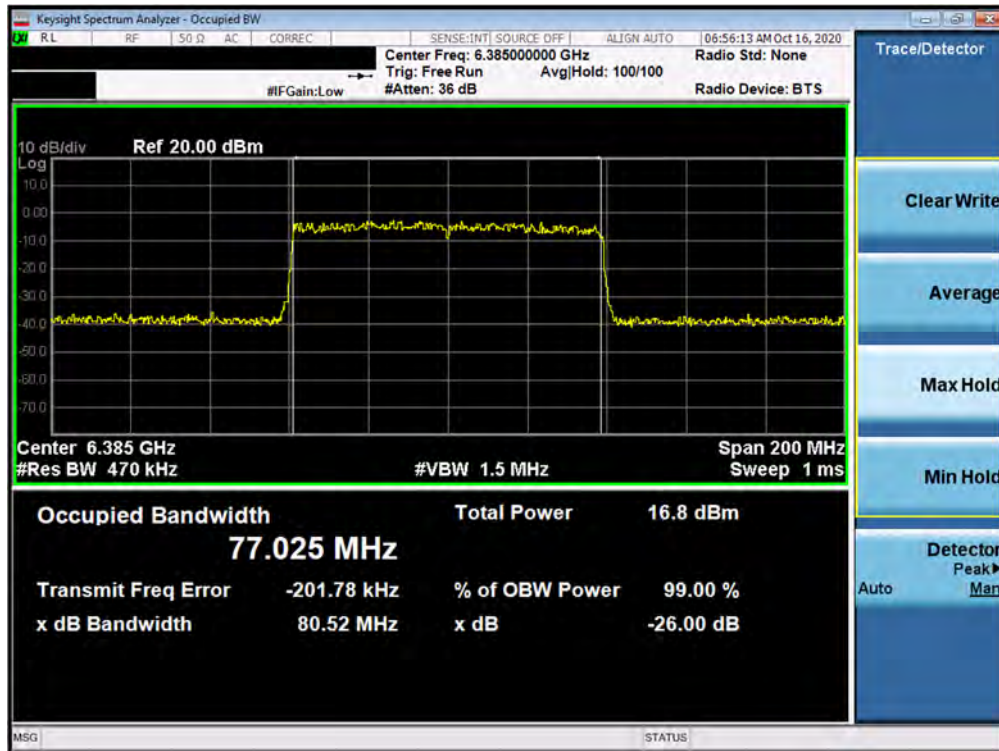 Keysight Spectrum Analyzer - Occupied BW
LXI RL RF 50 Ω AC CORREC SENSE:INT SOURCE OFF ALIGN AUTO 06:56:13 AM Oct 16, 2020
Center Freq: 6.385000000 GHz Radio Std: None
Trig: Free Run Avg|Hold: 100/100
#IFGain:Low #Atten: 36 dB Radio Device: BTS
Trace/Detector
10 dB/div Ref 20.00 dBm
Log
10.0
0.00
-10.0
-20.0
-30.0
-40.0
-50.0
-60.0
-70.0
Center 6.385 GHz Span 200 MHz
#Res BW 470 kHz #VBW 1.5 MHz Sweep 1 ms
Occupied Bandwidth Total Power 16.8 dBm
77.025 MHz
Transmit Freq Error -201.78 kHz % of OBW Power 99.00 %
x dB Bandwidth 80.52 MHz x dB -26.00 dB
Clear Write
Average
Max Hold
Min Hold
Detector
Peak▶
Auto Man
MSG STATUS